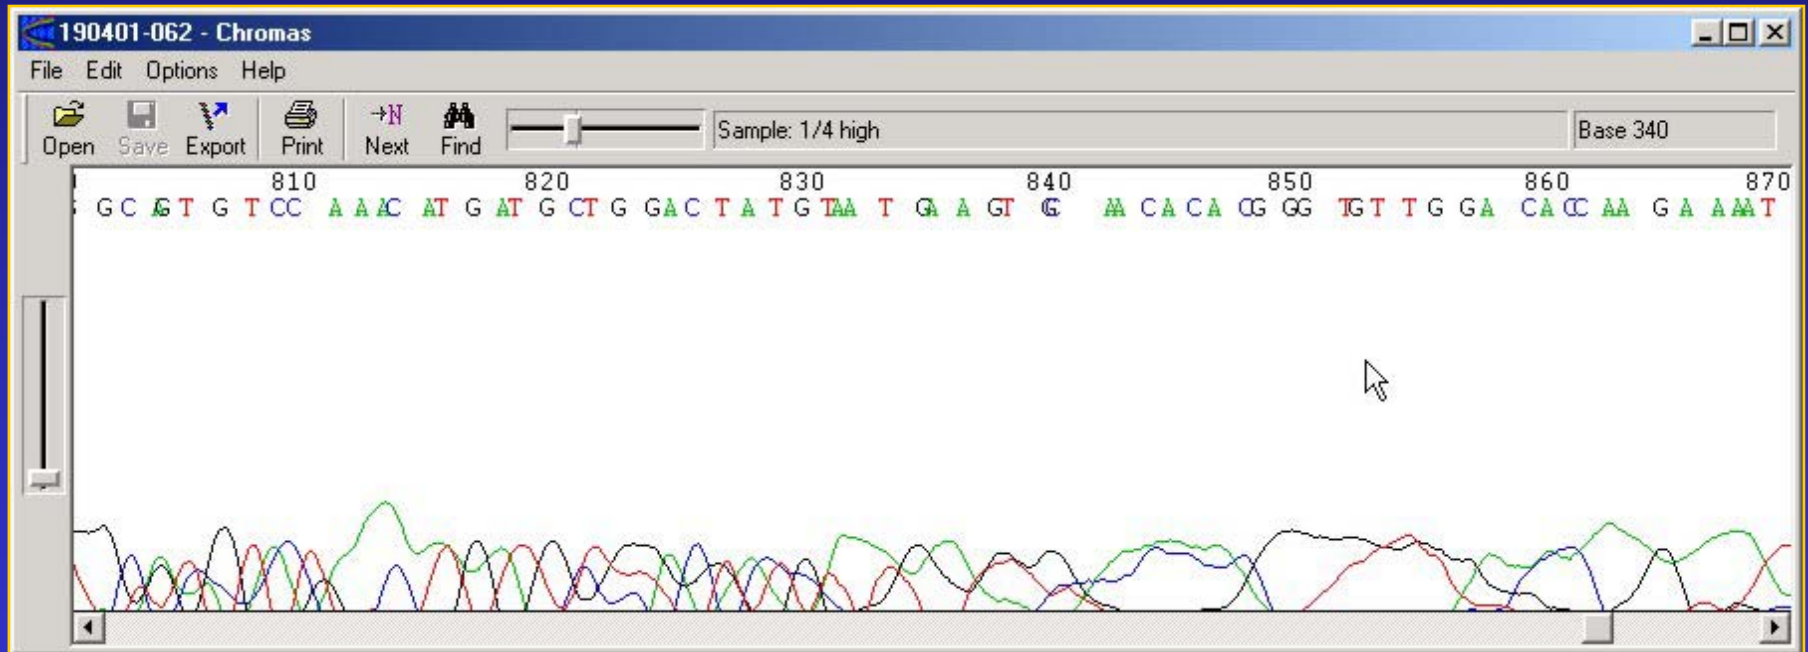 190401-062 - Chromas
File Edit Options Help
Open Save Export Print Next Find Sample: 1/4 high Base 340
810 820 830 840 850 860 870
G C A G T G T C C A A A C A T G A T G C T G G A C T A T G T A A T G A A G T G C A A C A C A C G G G T G T T G G A C A C C A A G A A A A T